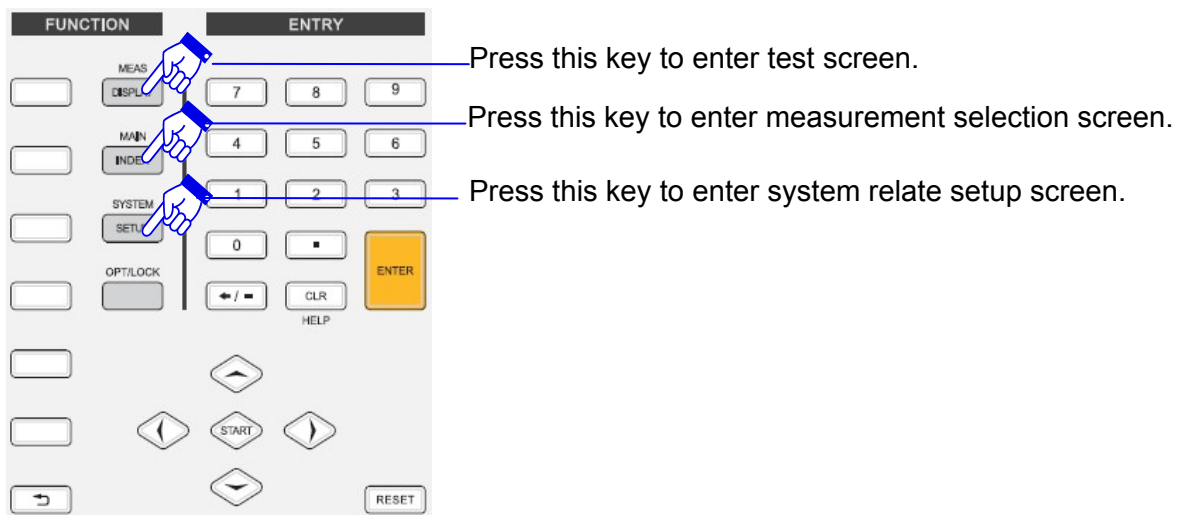 FUNCTION ENTRY
Press this key to enter test screen.
MEAS
7 8 9
Press this key to enter measurement selection screen.
MAIN
4 5 6
Press this key to enter system relate setup screen.
1 2 3
SYSTEM
0 ▪
ENTER
OPT/LOCK
← / - CLR
HELP
START
RESET